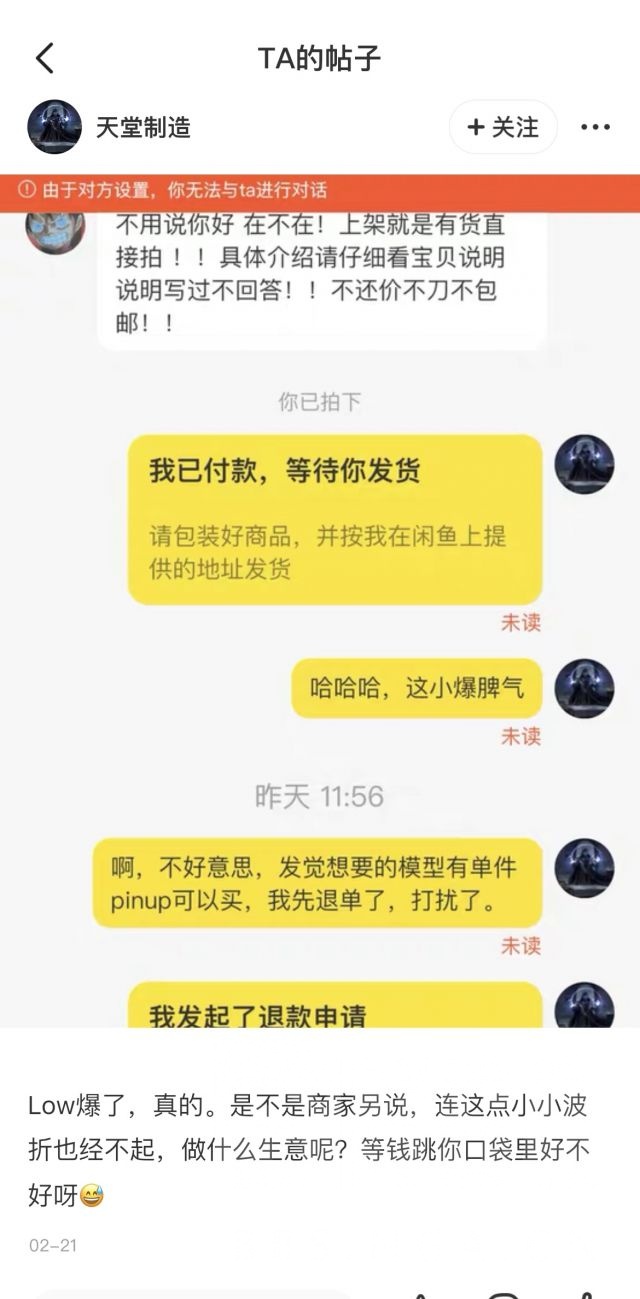 TA的帖子
天堂制造
+ 关注
由于对方设置，你无法与ta进行对话
不用说你好 在不在！上架就是有货直
接拍 ！！具体介绍请仔细看宝贝说明
说明写过不回答！！不还价不刀不包
邮！！
你已拍下
我已付款，等待你发货
请包装好商品，并按我在闲鱼上提
供的地址发货
未读
哈哈哈，这小爆脾气
未读
昨天 11:56
啊，不好意思，发觉想要的模型有单件
pinup可以买，我先退单了，打扰了。
未读
我发起了退款申请
Low爆了，真的。是不是商家另说，连这点小小波
折也经不起，做什么生意呢？等钱跳你口袋里好不
好呀😅
02-21